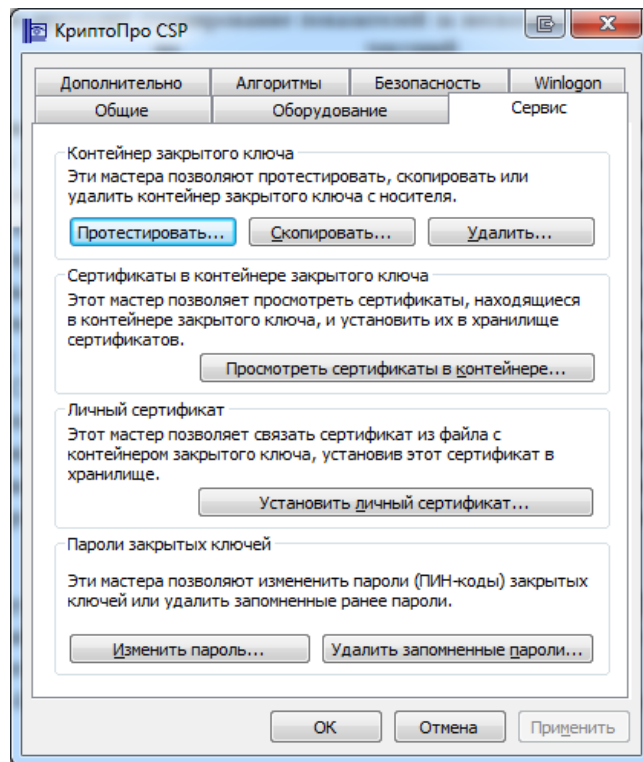 КриптоПро CSP
Дополнительно Алгоритмы Безопасность Winlogon
Общие Оборудование Сервис
Контейнер закрытого ключа
Эти мастера позволяют протестировать, скопировать или
удалить контейнер закрытого ключа с носителя.
Протестировать... Скопировать... Удалить...
Сертификаты в контейнере закрытого ключа
Этот мастер позволяет просмотреть сертификаты, находящиеся
в контейнере закрытого ключа, и установить их в хранилище
сертификатов.
Просмотреть сертификаты в контейнере...
Личный сертификат
Этот мастер позволяет связать сертификат из файла с
контейнером закрытого ключа, установив этот сертификат в
хранилище.
Установить личный сертификат...
Пароли закрытых ключей
Эти мастера позволяют измененить пароли (ПИН-коды) закрытых
ключей или удалить запомненные ранее пароли.
Изменить пароль... Удалить запомненные пароли...
ОК Отмена Применить